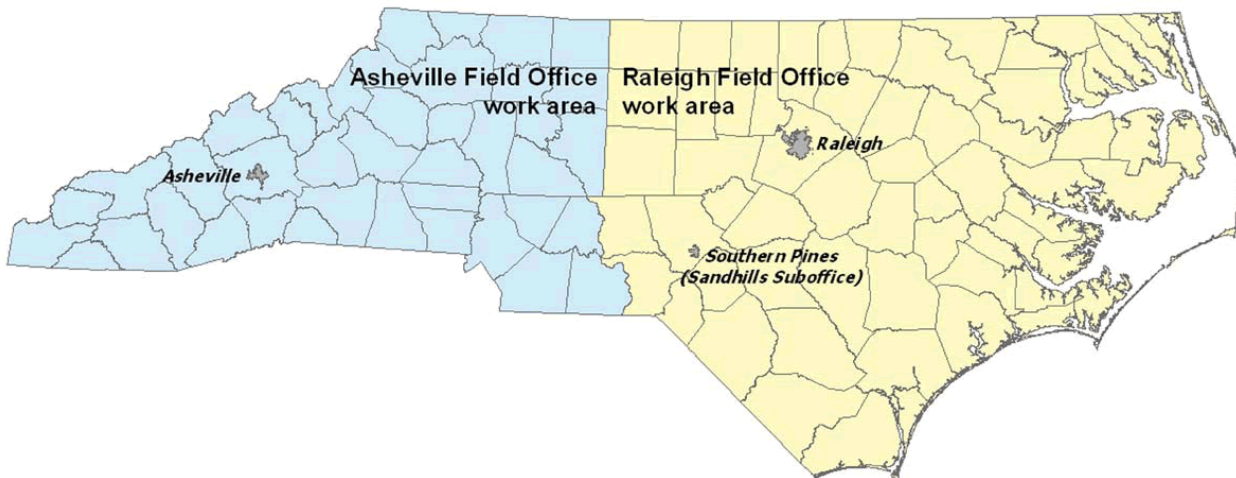 Asheville Field Office
work area
Raleigh Field Office
work area
Raleigh
Asheville
Southern Pines
(Sandhills Suboffice)